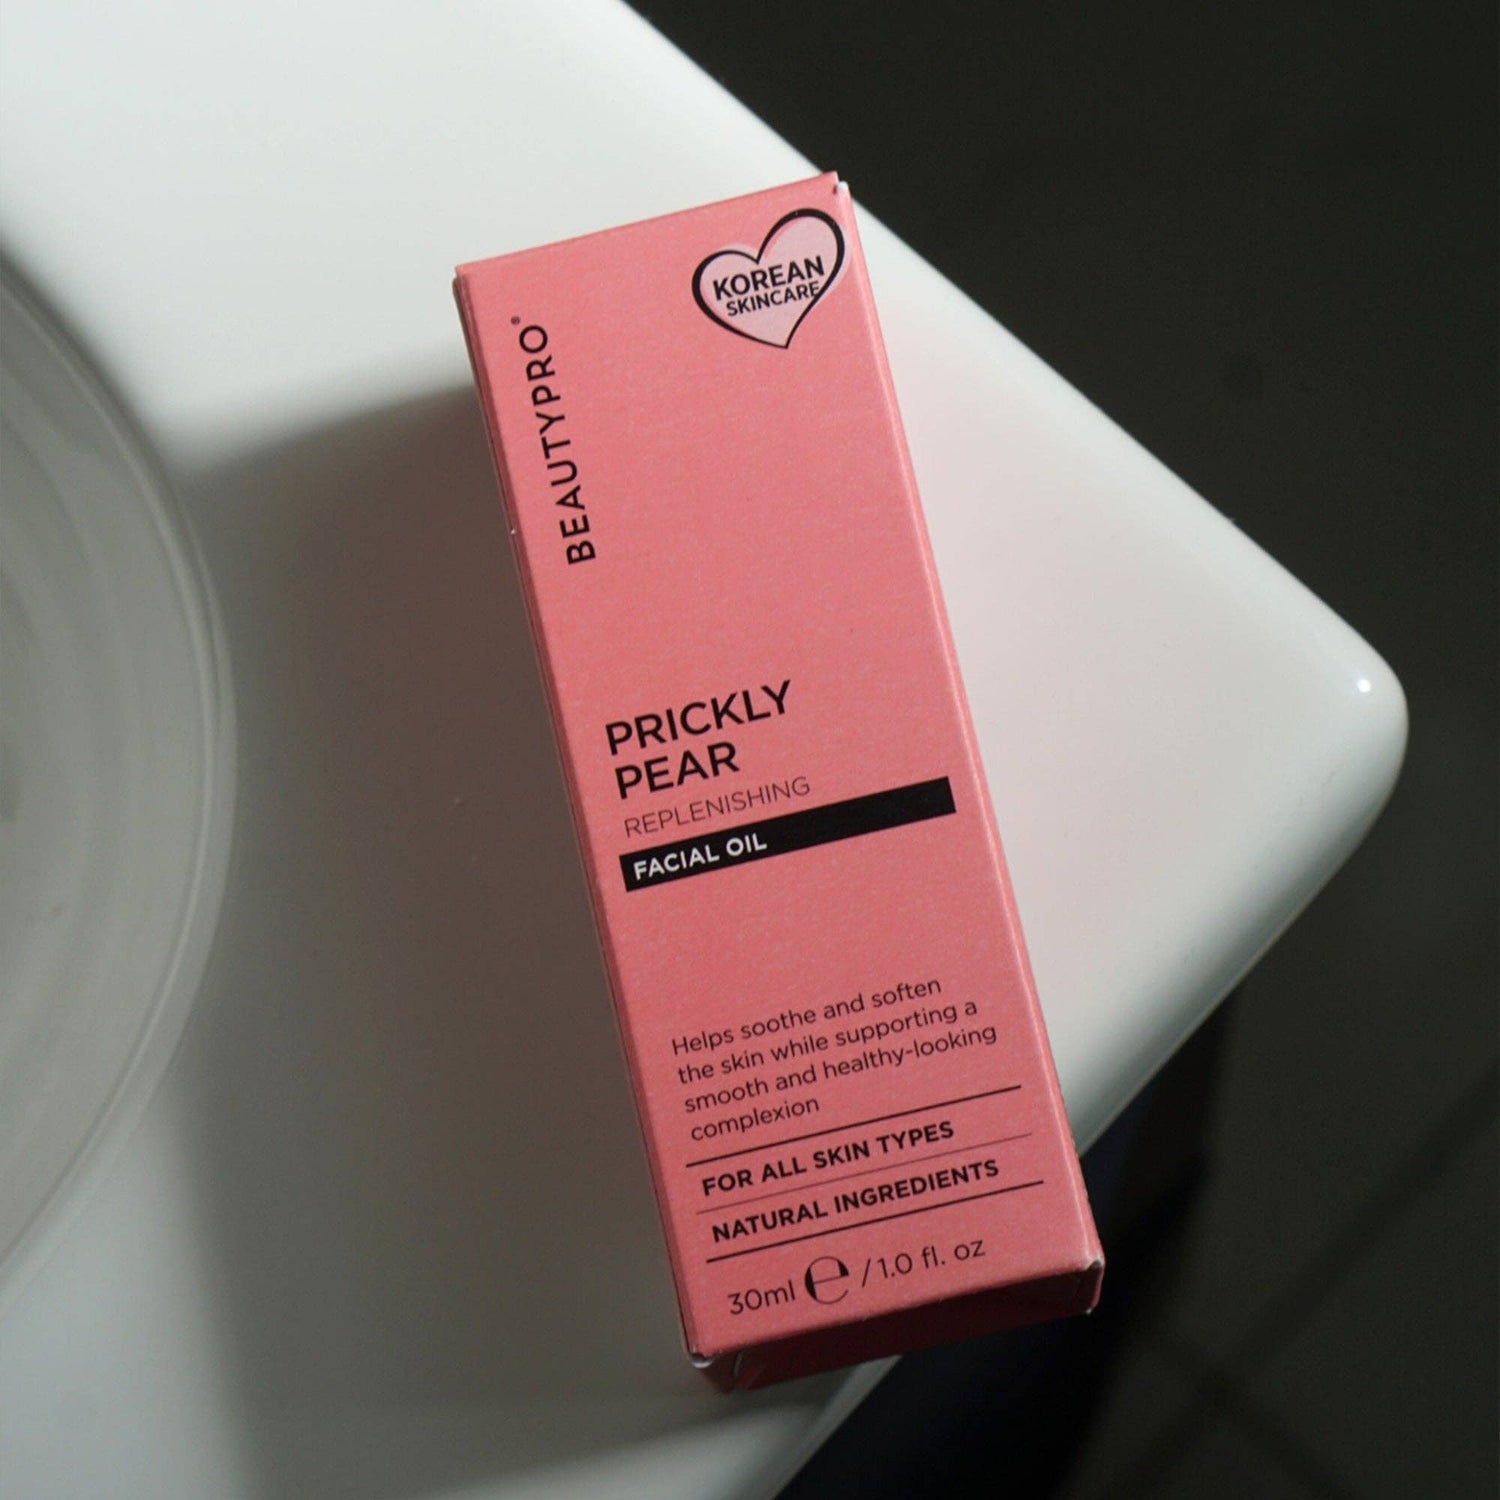 KOREAN
SKINCARE
BEAUTYPRO®
PRICKLY
PEAR
REPLENISHING
FACIAL OIL
Helps soothe and soften
the skin while supporting a
smooth and healthy-looking
complexion
FOR ALL SKIN TYPES
NATURAL INGREDIENTS
30ml ℮ / 1.0 fl. oz